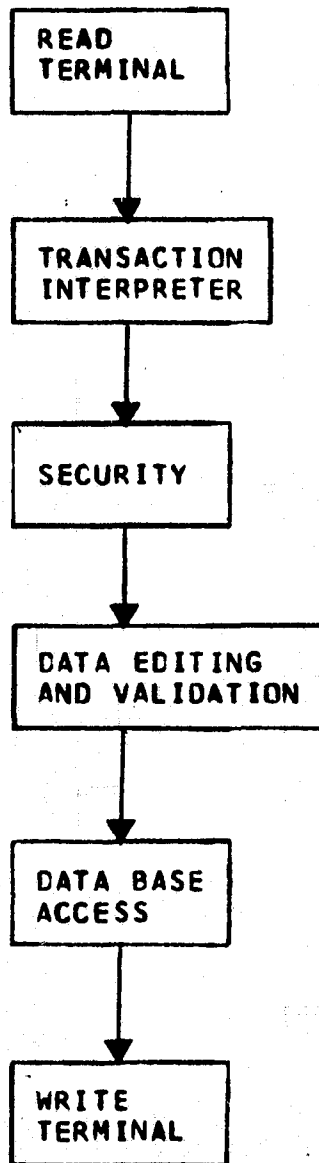 READ
TERMINAL
TRANSACTION
INTERPRETER
SECURITY
DATA EDITING
AND VALIDATION
DATA BASE
ACCESS
WRITE
TERMINAL